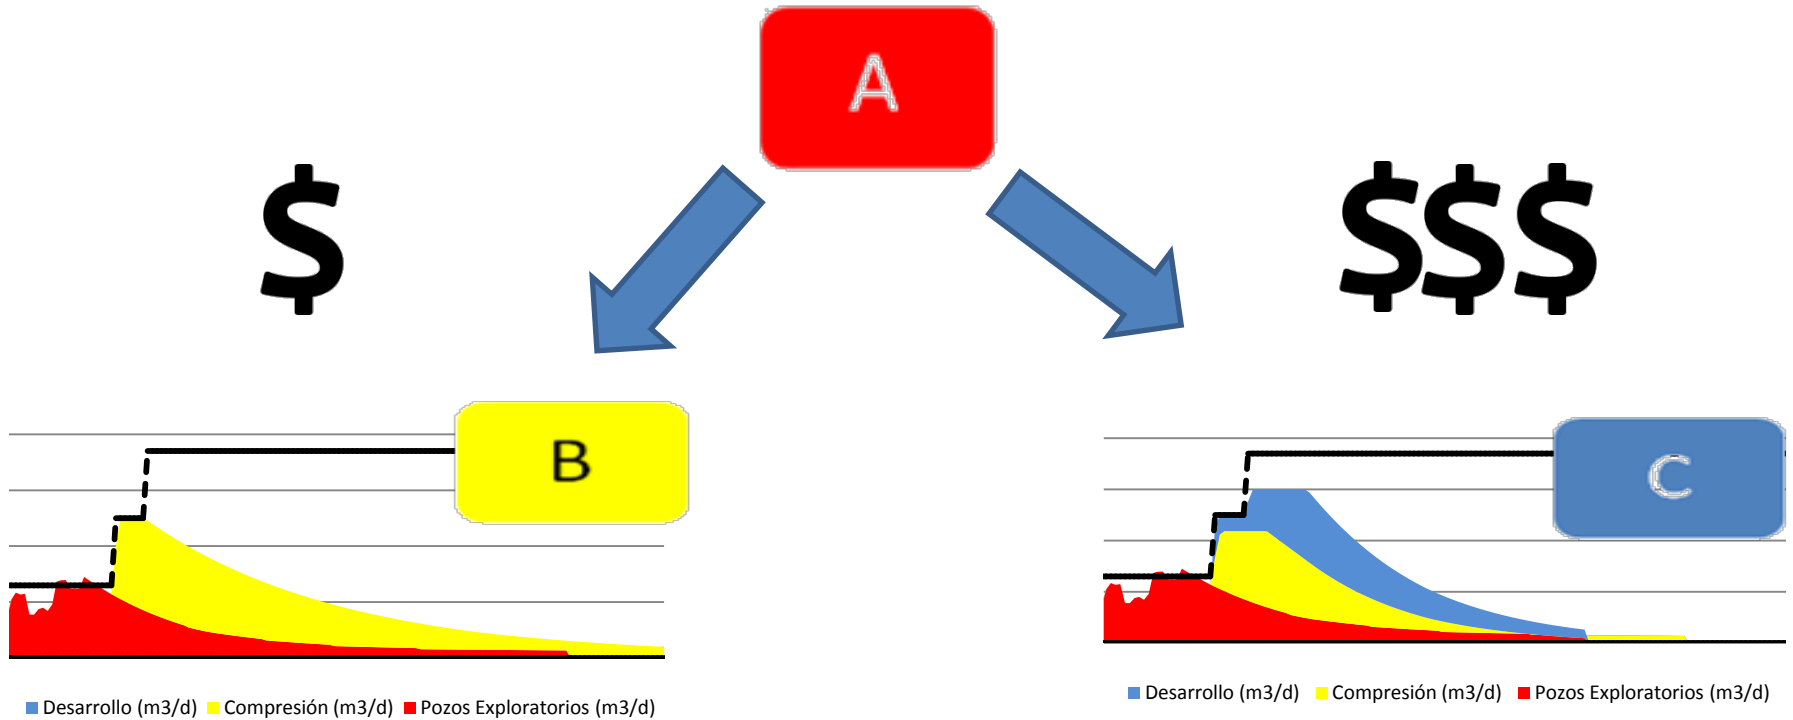 A
$
$$$
B
C
Desarrollo (m3/d) Compresión (m3/d) Pozos Exploratorios (m3/d)
Desarrollo (m3/d) Compresión (m3/d) Pozos Exploratorios (m3/d)